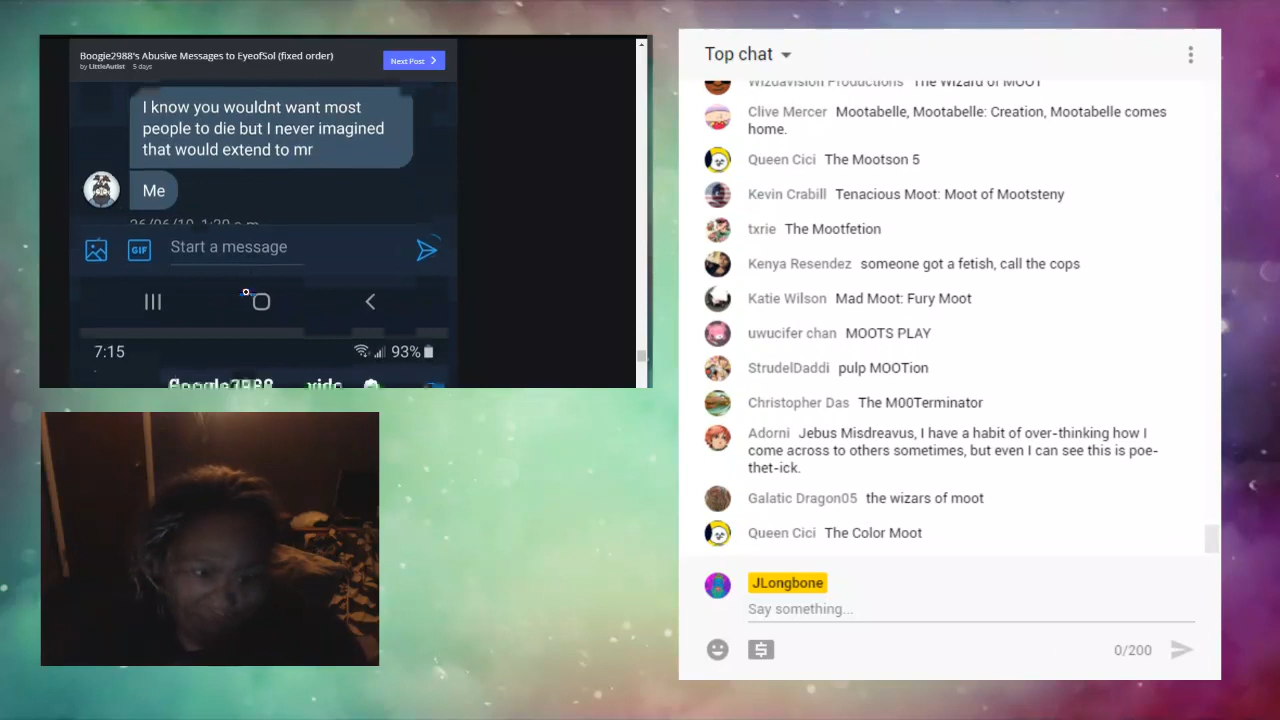 Boogie2988's Abusive Messages to EyeofSol (fixed order)
by LittleAutist 5 days
Next Post
I know you wouldnt want most
people to die but I never imagined
that would extend to mr
Me
26/06/19, 1:20 a.m.
GIF
Start a message
7:15
93%
Boogie2988
Top chat
Wizdavision Productions The Wizard of MOOT
Clive Mercer Mootabelle, Mootabelle: Creation, Mootabelle comes
home.
Queen Cici The Mootson 5
Kevin Crabill Tenacious Moot: Moot of Mootsteny
txrie The Mootfetion
Kenya Resendez someone got a fetish, call the cops
Katie Wilson Mad Moot: Fury Moot
uwucifer chan MOOTS PLAY
StrudelDaddi pulp MOOTion
Christopher Das The M00Terminator
Adorni Jebus Misdreavus, I have a habit of over-thinking how I
come across to others sometimes, but even I can see this is poe-
thet-ick.
Galatic Dragon05 the wizars of moot
Queen Cici The Color Moot
JLongbone
Say something...
0/200